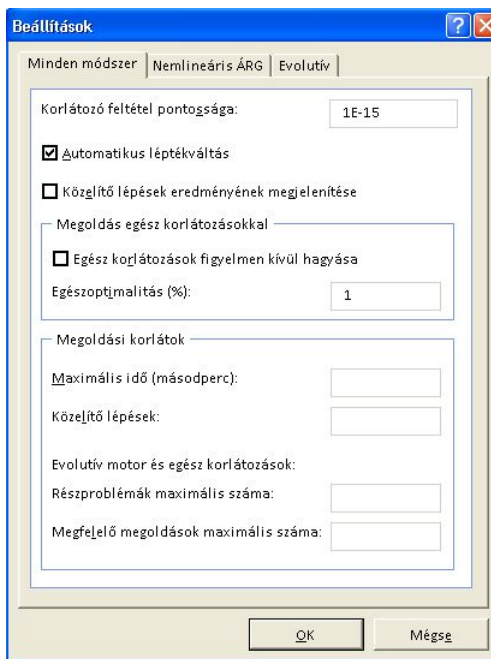 Beállítások
Minden módszer Nemlineáris ÁRG Evolutív
Korlátozó feltétel pontossága: 1E-15
Automatikus léptékváltás
Közelítő lépések eredményének megjelenítése
Megoldás egész korlátozásokkal
Egész korlátozások figyelmen kívül hagyása
Egészoptimalitás (%): 1
Megoldási korlátok
Maximális idő (másodperc):
Közelítő lépések:
Evolutív motor és egész korlátozások:
Részproblémák maximális száma:
Megfelelő megoldások maximális száma:
OK Mégse